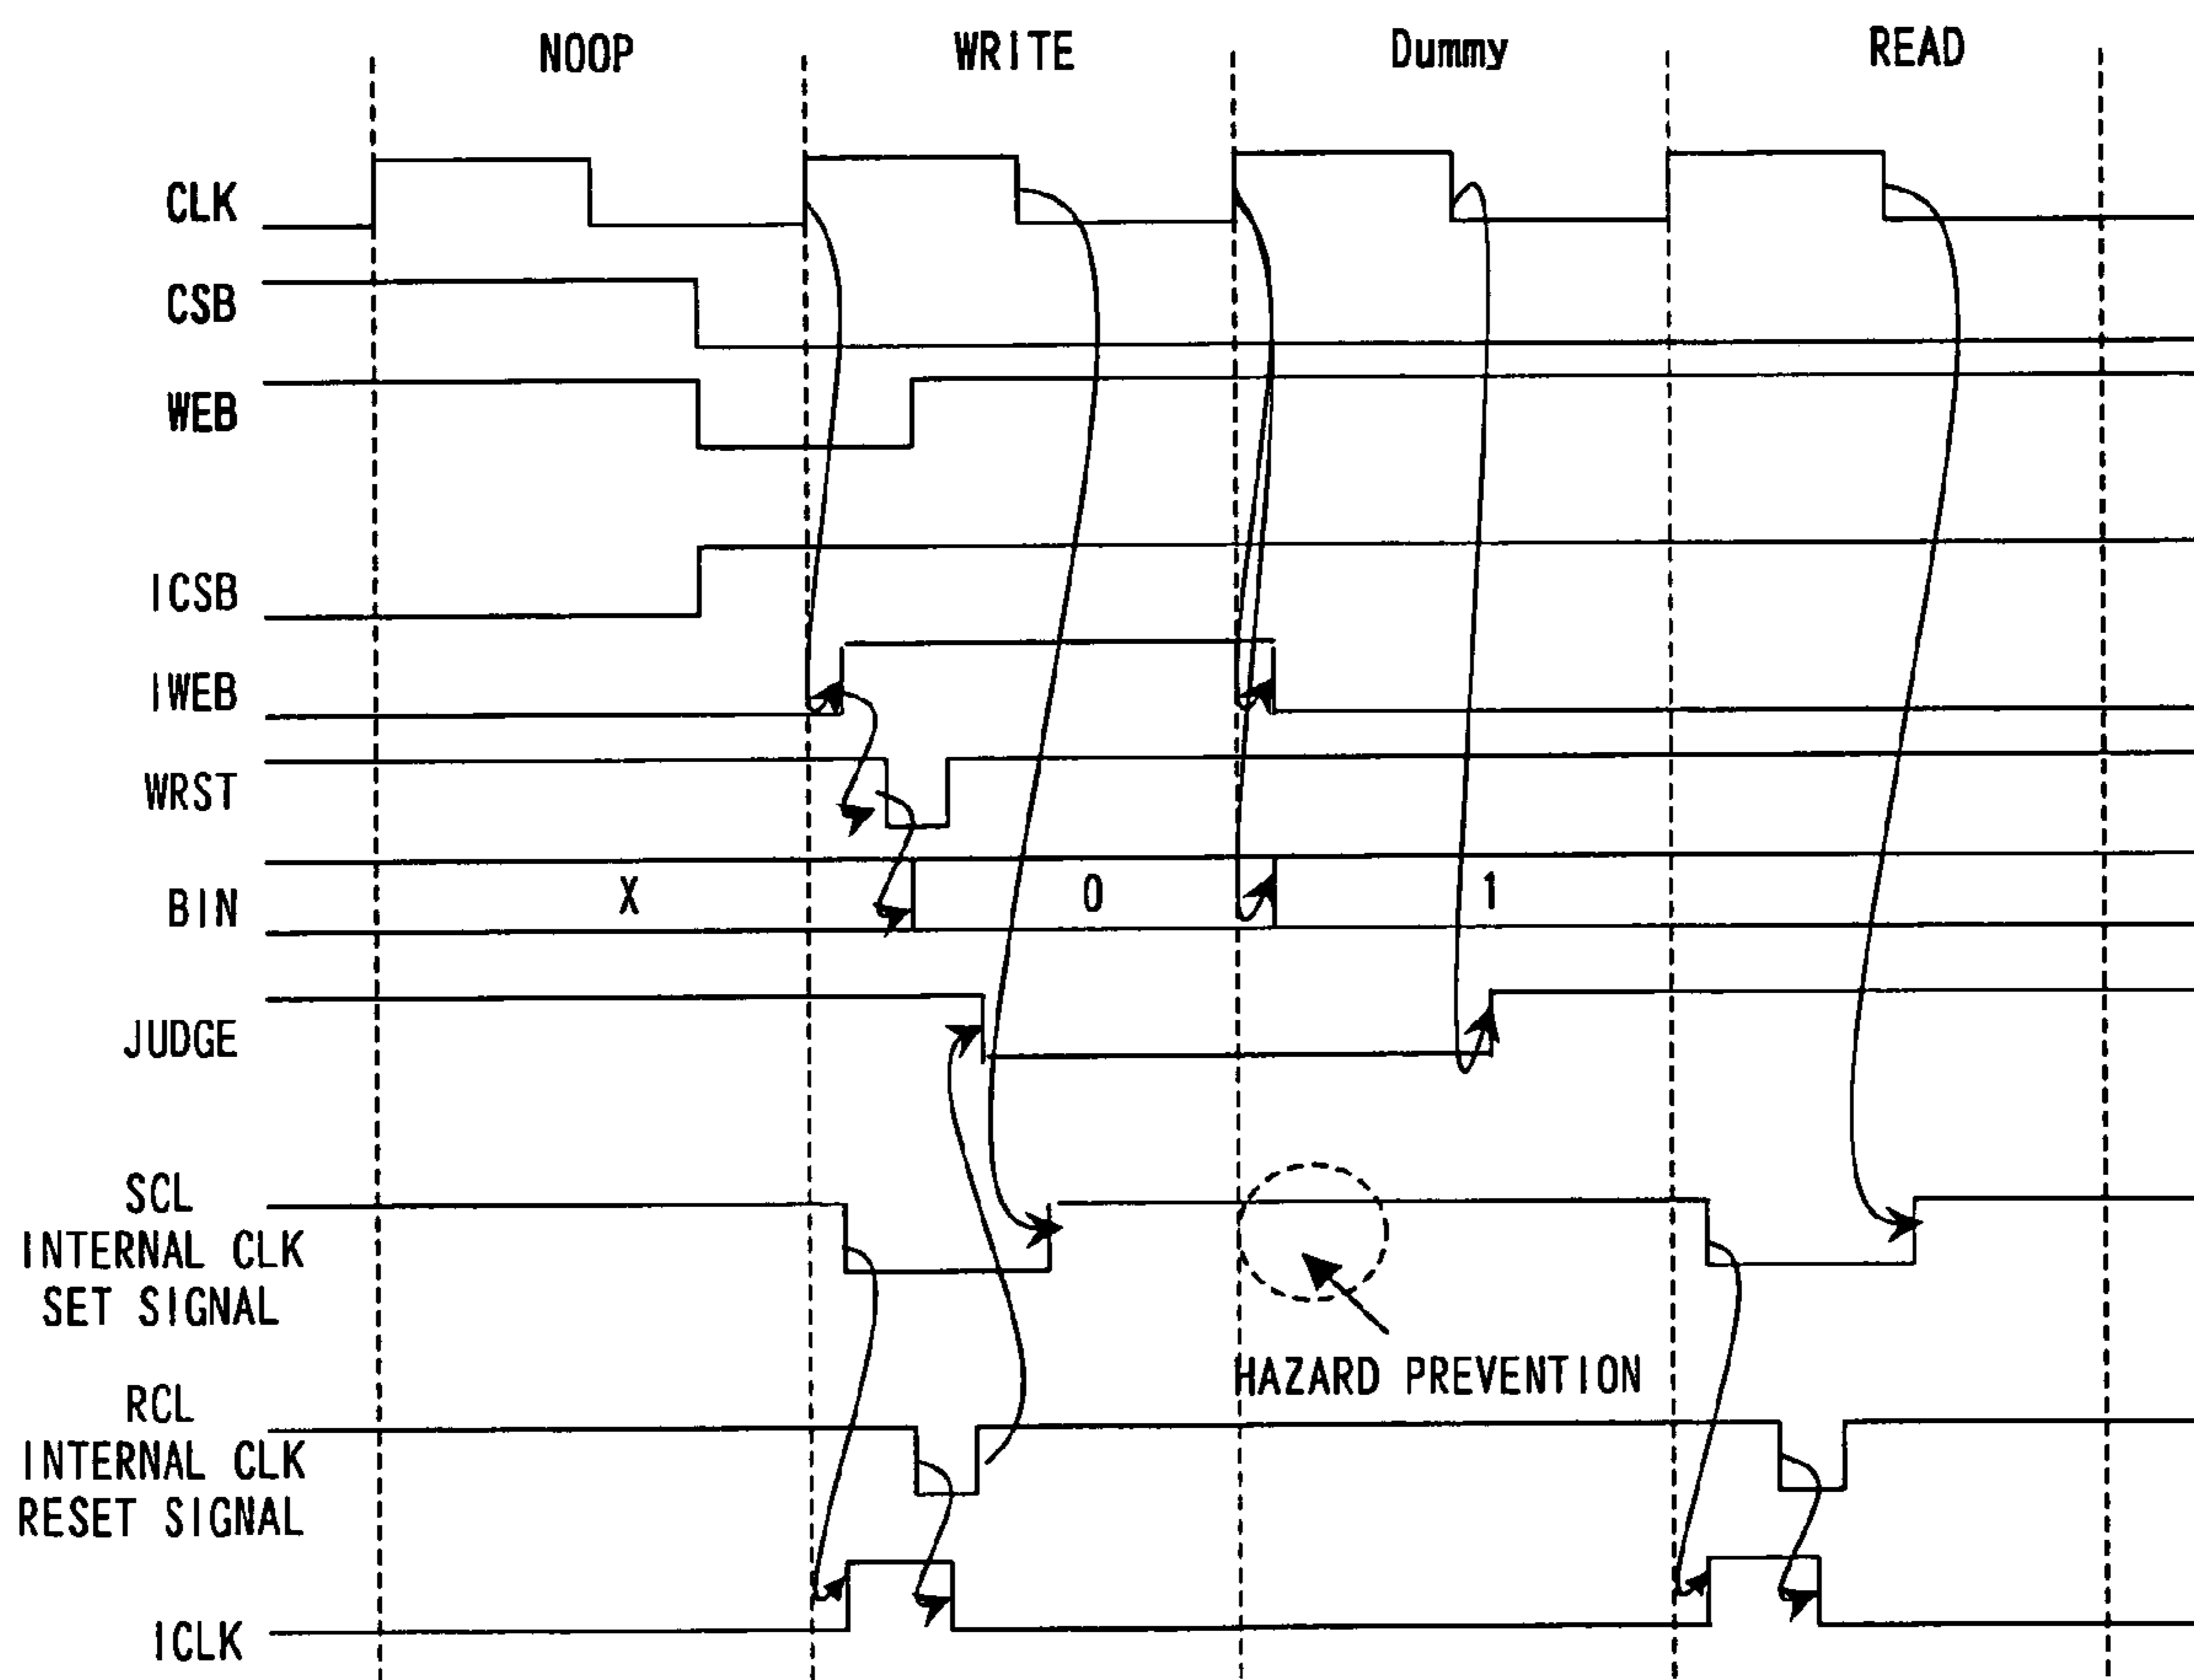 NOOP WRITE Dummy READ
CLK
CSB
WEB
ICSB
IWEB
WRST
BIN X 0 1
JUDGE
SCL
INTERNAL CLK
SET SIGNAL
HAZARD PREVENTION
RCL
INTERNAL CLK
RESET SIGNAL
ICLK